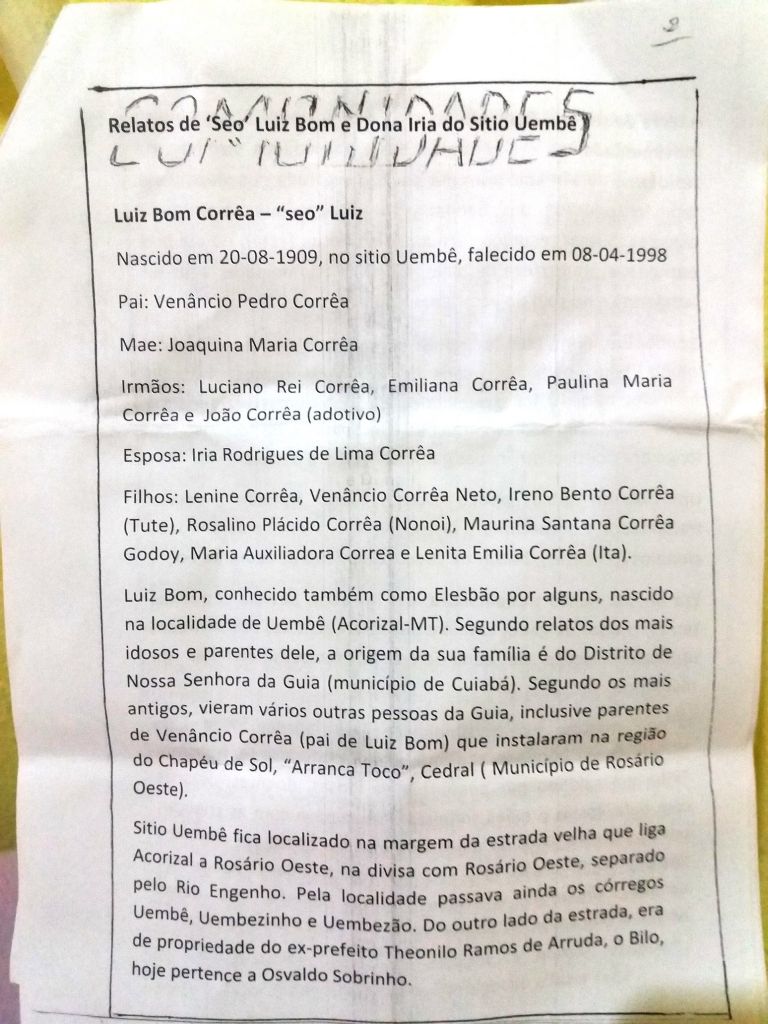 2
COMUNIDADES
Relatos de ‘Seo’ Luiz Bom e Dona Iria do Sitio Uembê
Luiz Bom Corrêa – “seo” Luiz
Nascido em 20-08-1909, no sitio Uembê, falecido em 08-04-1998
Pai: Venâncio Pedro Corrêa
Mae: Joaquina Maria Corrêa
Irmãos: Luciano Rei Corrêa, Emiliana Corrêa, Paulina Maria
Corrêa e João Corrêa (adotivo)
Esposa: Iria Rodrigues de Lima Corrêa
Filhos: Lenine Corrêa, Venâncio Corrêa Neto, Ireno Bento Corrêa
(Tute), Rosalino Plácido Corrêa (Nonoi), Maurina Santana Corrêa
Godoy, Maria Auxiliadora Correa e Lenita Emilia Corrêa (Ita).
Luiz Bom, conhecido também como Elesbão por alguns, nascido
na localidade de Uembê (Acorizal-MT). Segundo relatos dos mais
idosos e parentes dele, a origem da sua família é do Distrito de
Nossa Senhora da Guia (município de Cuiabá). Segundo os mais
antigos, vieram vários outras pessoas da Guia, inclusive parentes
de Venâncio Corrêa (pai de Luiz Bom) que instalaram na região
do Chapéu de Sol, “Arranca Toco”, Cedral ( Município de Rosário
Oeste).
Sitio Uembê fica localizado na margem da estrada velha que liga
Acorizal a Rosário Oeste, na divisa com Rosário Oeste, separado
pelo Rio Engenho. Pela localidade passava ainda os córregos
Uembê, Uembezinho e Uembezão. Do outro lado da estrada, era
de propriedade do ex-prefeito Theonilo Ramos de Arruda, o Bilo,
hoje pertence a Osvaldo Sobrinho.